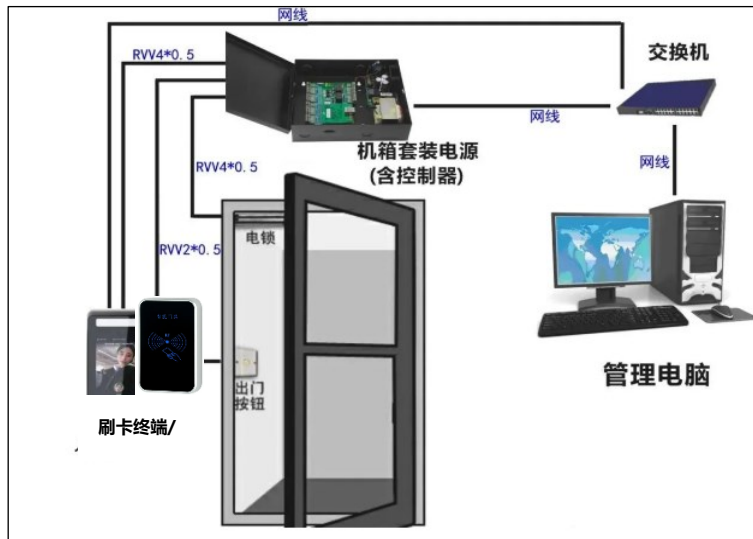 网线
RVV4*0.5
交换机
网线
机箱套装电源
(含控制器)
网线
RVV4*0.5
电锁
RVV2*0.5
出门
按钮
管理电脑
刷卡终端/